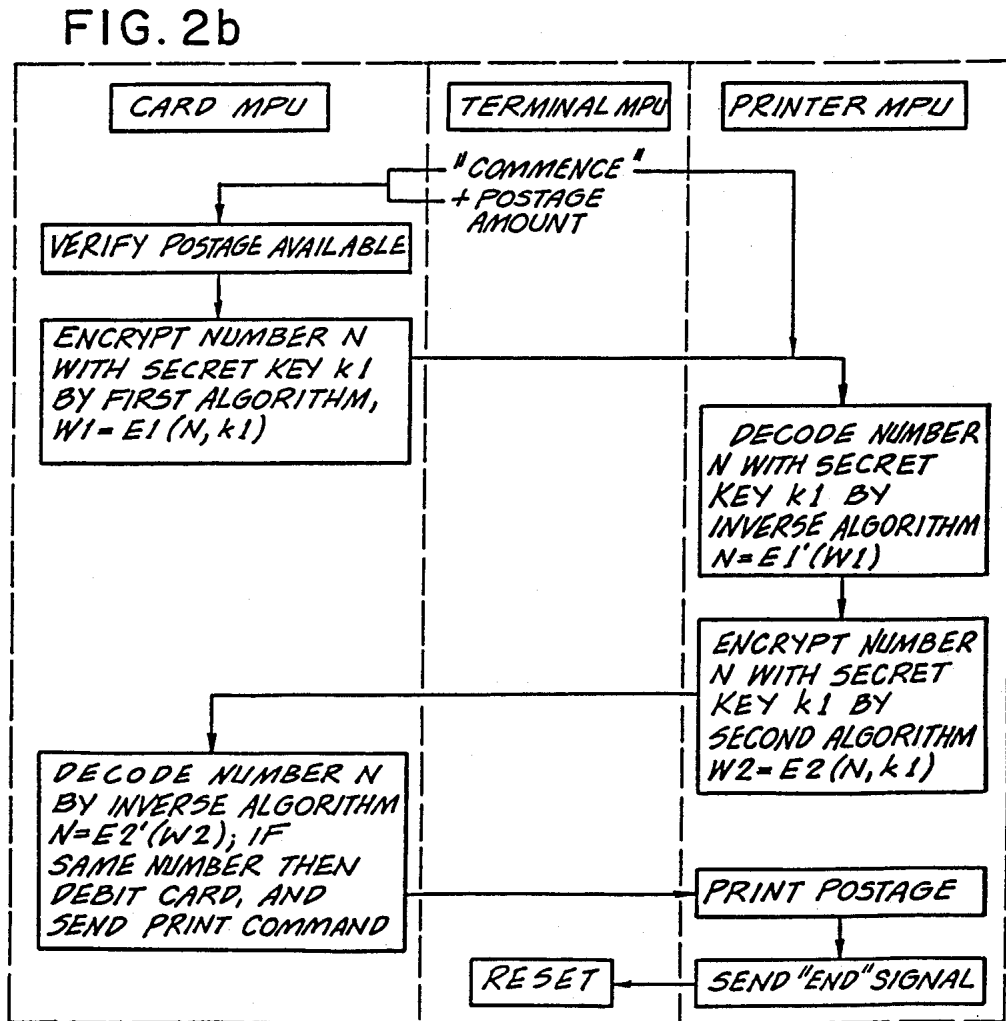 FIG. 2b
CARD MPU
TERMINAL MPU
PRINTER MPU
"COMMENCE"
+ POSTAGE
AMOUNT
VERIFY POSTAGE AVAILABLE
ENCRYPT NUMBER N
WITH SECRET KEY k1
BY FIRST ALGORITHM,
W1=E1(N,k1)
DECODE NUMBER
N WITH SECRET
KEY k1 BY
INVERSE ALGORITHM
N=E1'(W1)
ENCRYPT NUMBER
N WITH SECRET
KEY k1 BY
SECOND ALGORITHM
W2=E2(N,k1)
DECODE NUMBER N
BY INVERSE ALGORITHM
N=E2'(W2); IF
SAME NUMBER THEN
DEBIT CARD, AND
SEND PRINT COMMAND
PRINT POSTAGE
SEND "END" SIGNAL
RESET